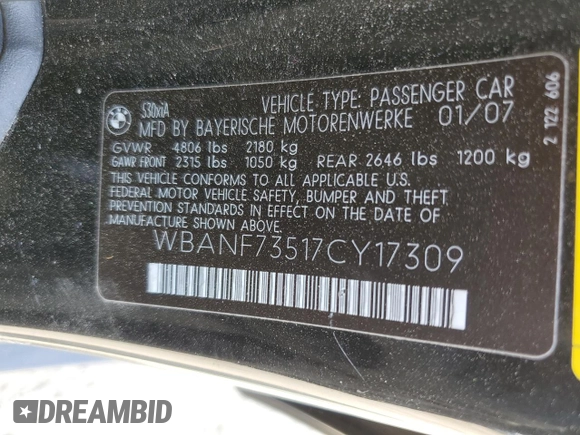 BMW
530xiA
VEHICLE TYPE: PASSENGER CAR
MFD BY BAYERISCHE MOTORENWERKE 01/07
GVWR 4806 lbs 2180 kg
GAWR FRONT 2315 lbs 1050 kg REAR 2646 lbs 1200 kg
THIS VEHICLE CONFORMS TO ALL APPLICABLE U.S.
FEDERAL MOTOR VEHICLE SAFETY, BUMPER AND THEFT
PREVENTION STANDARDS IN EFFECT ON THE DATE OF
MANUFACTURE SHOWN ABOVE.
WBANF73517CY17309
2 122 606
DREAMBID